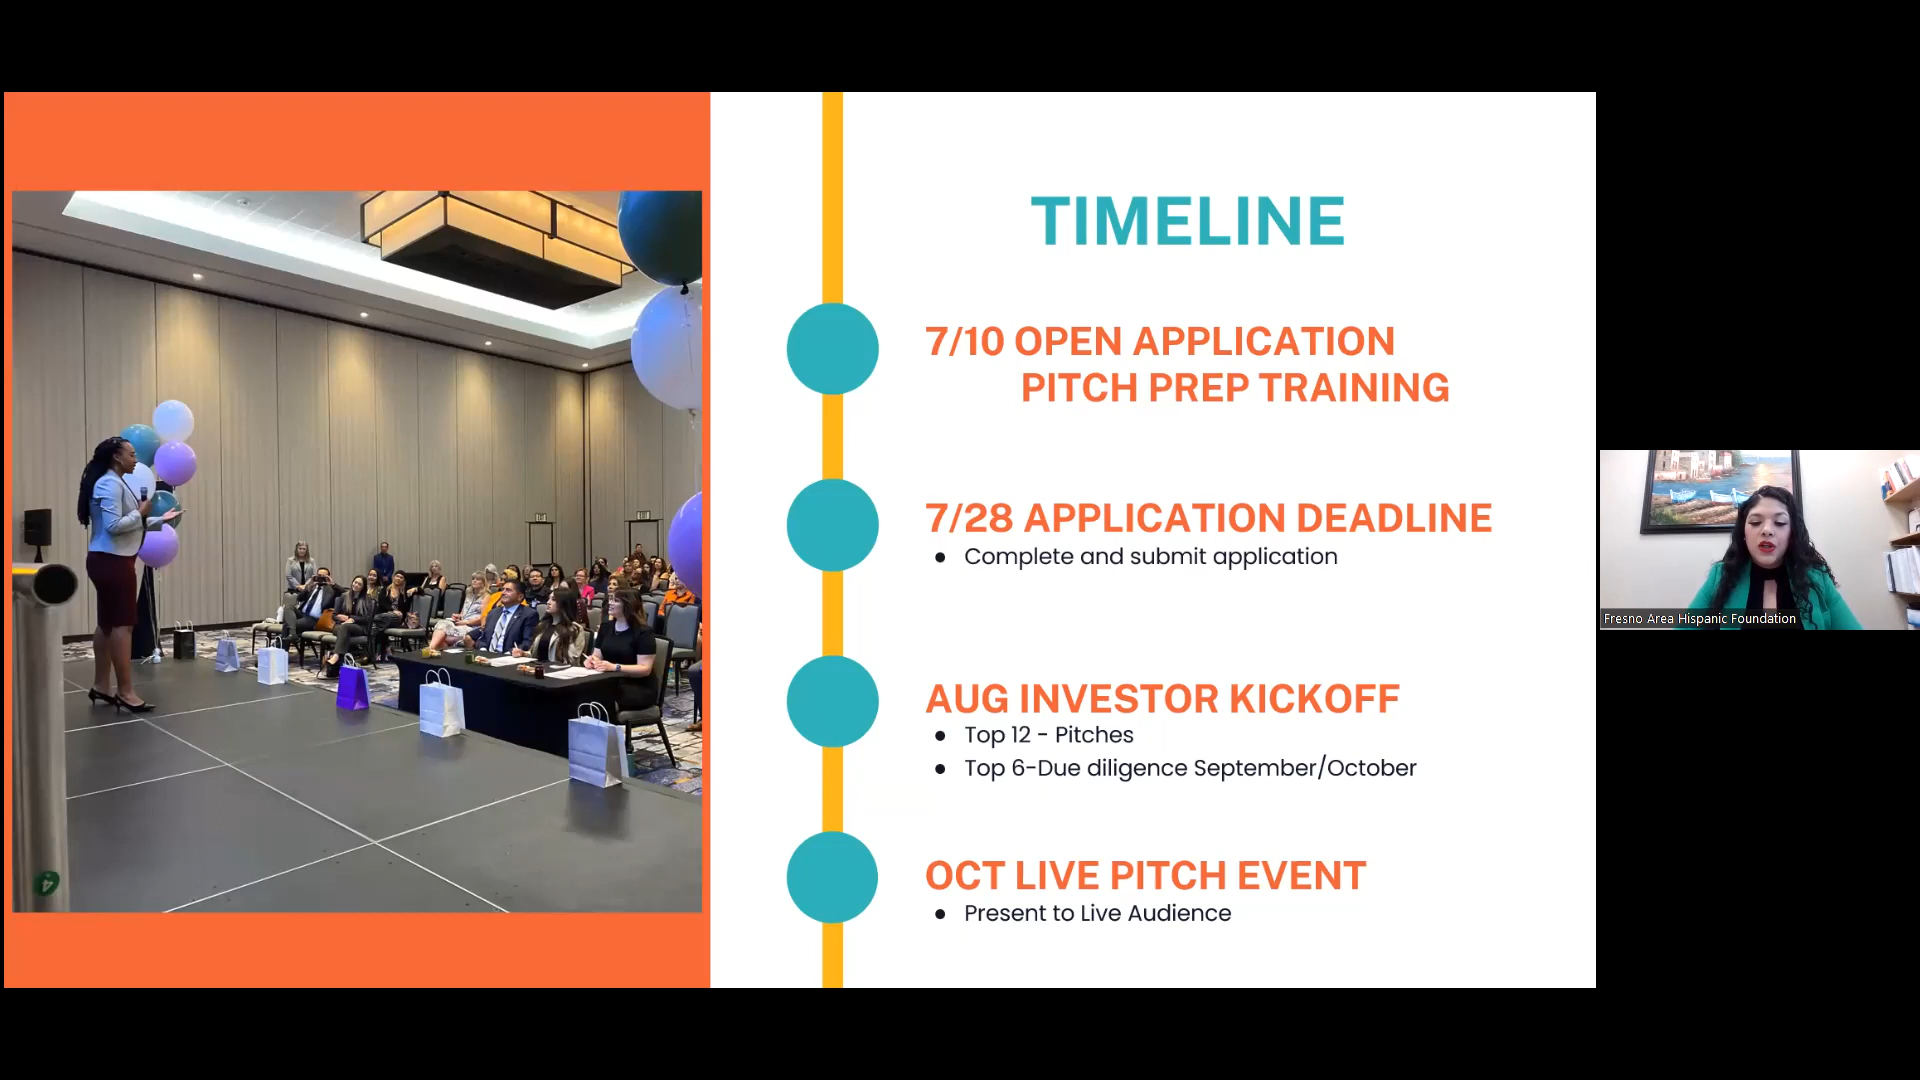 TIMELINE
7/10 OPEN APPLICATION
PITCH PREP TRAINING
7/28 APPLICATION DEADLINE
● Complete and submit application
AUG INVESTOR KICKOFF
● Top 12 - Pitches
● Top 6-Due diligence September/October
OCT LIVE PITCH EVENT
● Present to Live Audience
4
Fresno Area Hispanic Foundation